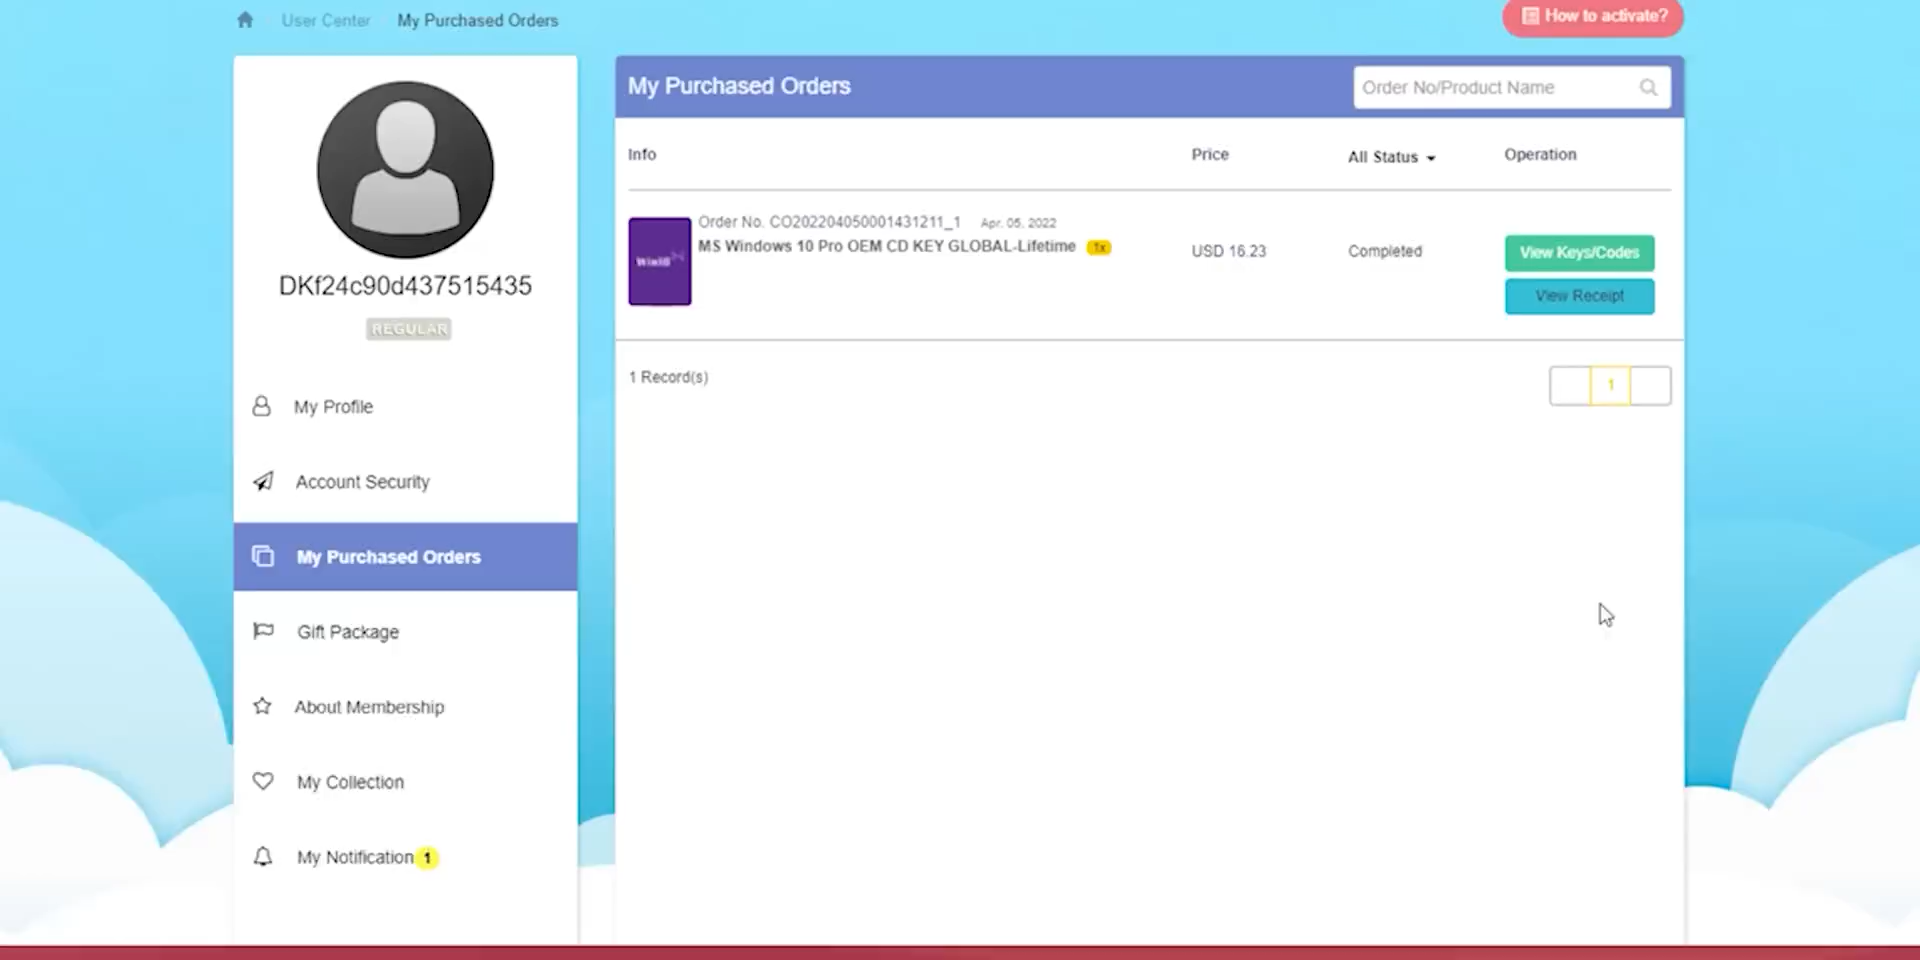 User Center
My Purchased Orders
How to activate?
DKf24c90d437515435
REGULAR
My Profile
Account Security
My Purchased Orders
Gift Package
About Membership
My Collection
My Notification 1
My Purchased Orders
Order No/Product Name
Info
Price
All Status
Operation
Win10
Order No. CO202204050001431211_1 Apr. 05, 2022
MS Windows 10 Pro OEM CD KEY GLOBAL-Lifetime 1x
USD 16.23
Completed
View Keys/Codes
View Receipt
1 Record(s)
1